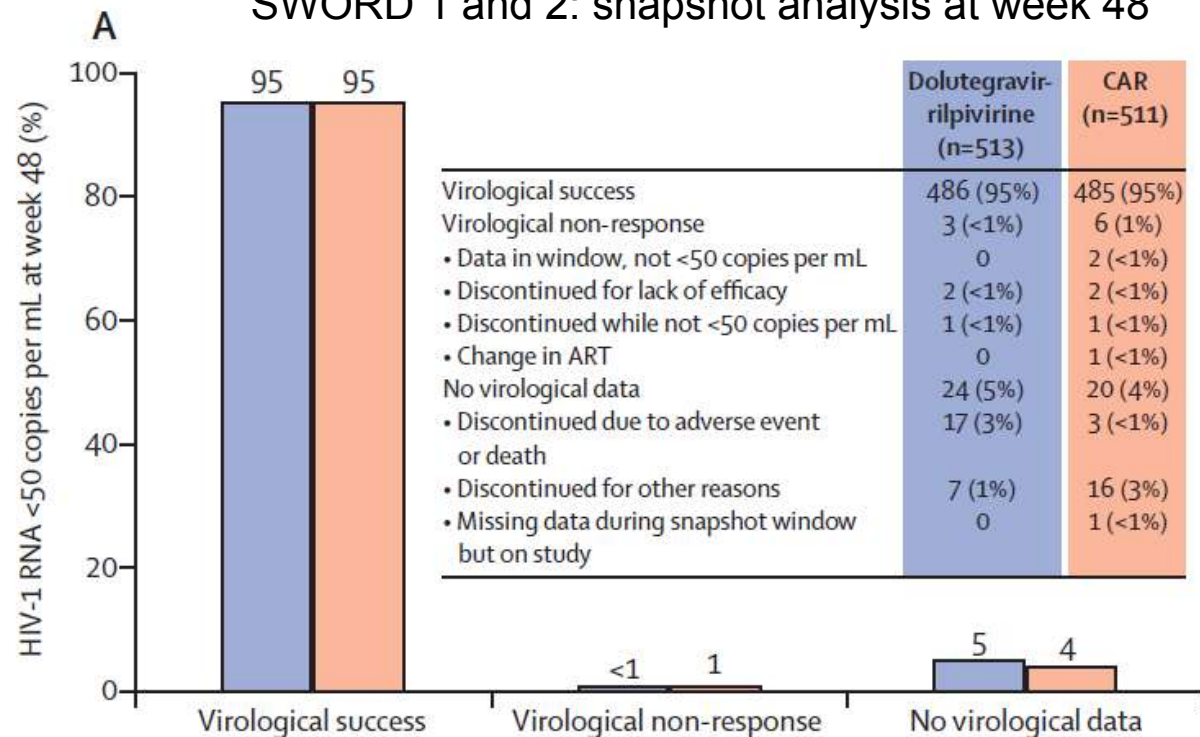 SWORD 1 and 2: snapshot analysis at week 48
A
HIV-1 RNA <50 copies per mL at week 48 (%)
100
80
60
40
20
0
95 95
<1 1
5 4
Virological success Virological non-response No virological data
Dolutegravir-
rilpivirine
(n=513)
CAR
(n=511)
Virological success 486 (95%) 485 (95%)
Virological non-response 3 (<1%) 6 (1%)
• Data in window, not <50 copies per mL 0 2 (<1%)
• Discontinued for lack of efficacy 2 (<1%) 2 (<1%)
• Discontinued while not <50 copies per mL 1 (<1%) 1 (<1%)
• Change in ART 0 1 (<1%)
No virological data 24 (5%) 20 (4%)
• Discontinued due to adverse event 17 (3%) 3 (<1%)
or death
• Discontinued for other reasons 7 (1%) 16 (3%)
• Missing data during snapshot window 0 1 (<1%)
but on study